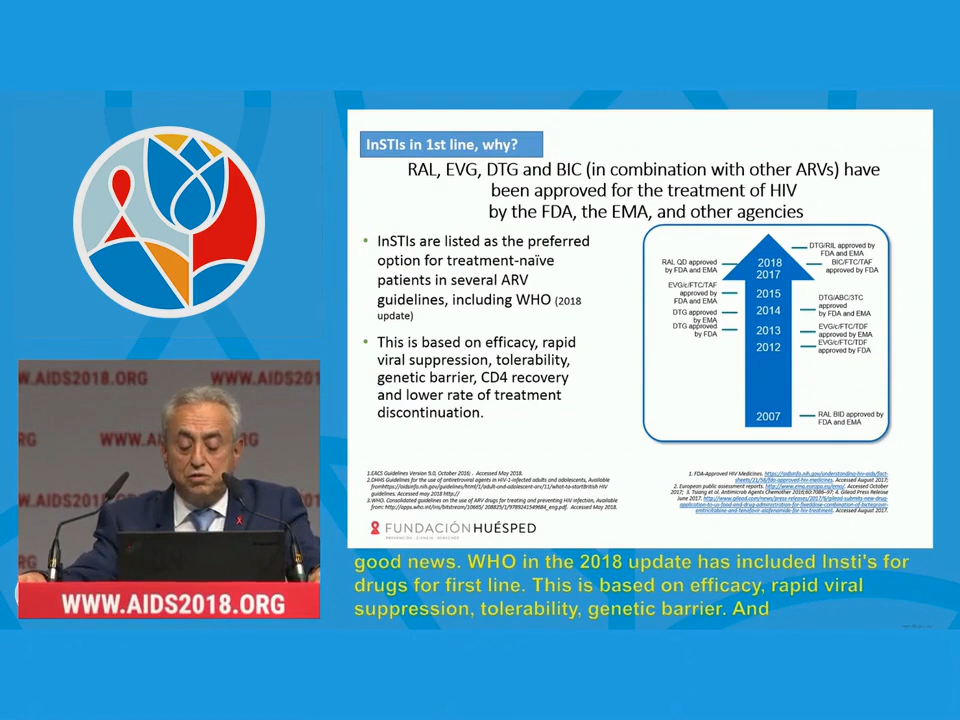 InSTIs in 1st line, why?
RAL, EVG, DTG and BIC (in combination with other ARVs) have
been approved for the treatment of HIV
by the FDA, the EMA, and other agencies
• InSTIs are listed as the preferred
option for treatment-naïve
patients in several ARV
guidelines, including WHO (2018
update)
• This is based on efficacy, rapid
viral suppression, tolerability,
genetic barrier, CD4 recovery
and lower rate of treatment
discontinuation.
RAL QD approved
by FDA and EMA
EVG/c/FTC/TAF
approved by
FDA and EMA
DTG approved
by EMA
DTG approved
by FDA
2018
2017
2015
2014
2013
2012
2007
DTG/RIL approved by
FDA and EMA
BIC/FTC/TAF
approved by FDA
DTG/ABC/3TC
approved
by FDA and EMA
EVG/c/FTC/TDF
approved by EMA
EVG/c/FTC/TDF
approved by FDA
RAL BID approved by
FDA and EMA
1.EACS Guidelines Version 9.0, October 2016; . Accessed May 2018.
2.DHHS Guidelines for the use of antiretroviral agents in HIV-1-infected adults and adolescents, Available
fromhttps://aidsinfo.nih.gov/guidelines/html/1/adult-and-adolescent-arv/11/what-to-startBritish HIV
guidelines. Accessed may 2018 http://
3.WHO. Consolidated guidelines on the use of ARV drugs for treating and preventing HIV infection, Available
from: http://apps.who.int/iris/bitstream/10665/ 208825/1/9789241549684_eng.pdf. Accessed May 2018.
1. FDA-Approved HIV Medicines. https://aidsinfo.nih.gov/understanding-hiv-aids/fact-
sheets/21/58/fda-approved-hiv-medicines. Accessed August 2017;
2. European public assessment reports. http://www.ema.europa.eu/ema/. Accessed October
2017; 3. Tsiang et al. Antimicrob Agents Chemother 2016;60:7086–97; 4. Gilead Press Release
June 2017. http://www.gilead.com/news/press-releases/2017/6/gilead-submits-new-drug-
application-to-us-food-and-drug-administration-for-fixeddose-combination-of-bictegravir-
emtricitabine-and-tenofovir-alafenamide-for-hiv-treatment. Accessed August 2017.
FUNDACIÓN HUÉSPED
PREVENCIÓN · CIENCIA · DERECHOS
W.AIDS2018.ORG
WWW.AIDS201
RG
WWW.AIDS2018.ORG
WWW.AIDS2018.ORG
good news. WHO in the 2018 update has included Insti's for
drugs for first line. This is based on efficacy, rapid viral
suppression, tolerability, genetic barrier. And